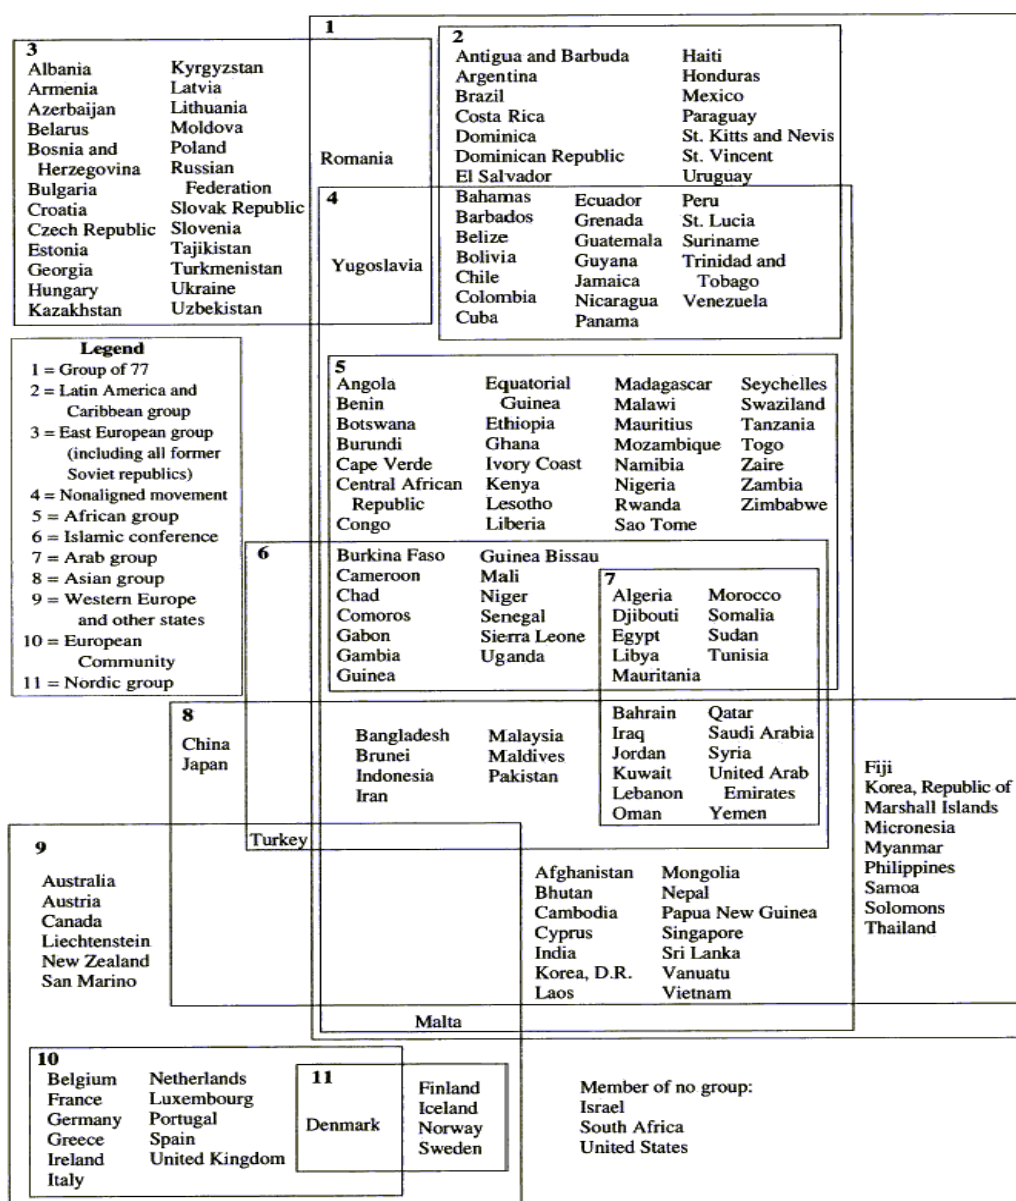 1
3
Albania
Armenia
Azerbaijan
Belarus
Bosnia and
Herzegovina
Bulgaria
Croatia
Czech Republic
Estonia
Georgia
Hungary
Kazakhstan
Kyrgyzstan
Latvia
Lithuania
Moldova
Poland
Russian
Federation
Slovak Republic
Slovenia
Tajikistan
Turkmenistan
Ukraine
Uzbekistan
Romania
2
Antigua and Barbuda
Argentina
Brazil
Costa Rica
Dominica
Dominican Republic
El Salvador
Haiti
Honduras
Mexico
Paraguay
St. Kitts and Nevis
St. Vincent
Uruguay
4
Yugoslavia
Bahamas
Barbados
Belize
Bolivia
Chile
Colombia
Cuba
Ecuador
Grenada
Guatemala
Guyana
Jamaica
Nicaragua
Panama
Peru
St. Lucia
Suriname
Trinidad and
Tobago
Venezuela
Legend
1 = Group of 77
2 = Latin America and
Caribbean group
3 = East European group
(including all former
Soviet republics)
4 = Nonaligned movement
5 = African group
6 = Islamic conference
7 = Arab group
8 = Asian group
9 = Western Europe
and other states
10 = European
Community
11 = Nordic group
5
Angola
Benin
Botswana
Burundi
Cape Verde
Central African
Republic
Congo
Equatorial
Guinea
Ethiopia
Ghana
Ivory Coast
Kenya
Lesotho
Liberia
Madagascar
Malawi
Mauritius
Mozambique
Namibia
Nigeria
Rwanda
Sao Tome
Seychelles
Swaziland
Tanzania
Togo
Zaire
Zambia
Zimbabwe
6
Burkina Faso
Cameroon
Chad
Comoros
Gabon
Gambia
Guinea
Guinea Bissau
Mali
Niger
Senegal
Sierra Leone
Uganda
7
Algeria
Djibouti
Egypt
Libya
Mauritania
Morocco
Somalia
Sudan
Tunisia
8
China
Japan
Bangladesh
Brunei
Indonesia
Iran
Malaysia
Maldives
Pakistan
Bahrain
Iraq
Jordan
Kuwait
Lebanon
Oman
Qatar
Saudi Arabia
Syria
United Arab
Emirates
Yemen
Fiji
Korea, Republic of
Marshall Islands
Micronesia
Myanmar
Philippines
Samoa
Solomons
Thailand
Turkey
9
Australia
Austria
Canada
Liechtenstein
New Zealand
San Marino
Afghanistan
Bhutan
Cambodia
Cyprus
India
Korea, D.R.
Laos
Mongolia
Nepal
Papua New Guinea
Singapore
Sri Lanka
Vanuatu
Vietnam
Malta
10
Belgium
France
Germany
Greece
Ireland
Italy
Netherlands
Luxembourg
Portugal
Spain
United Kingdom
11
Denmark
Finland
Iceland
Norway
Sweden
Member of no group:
Israel
South Africa
United States